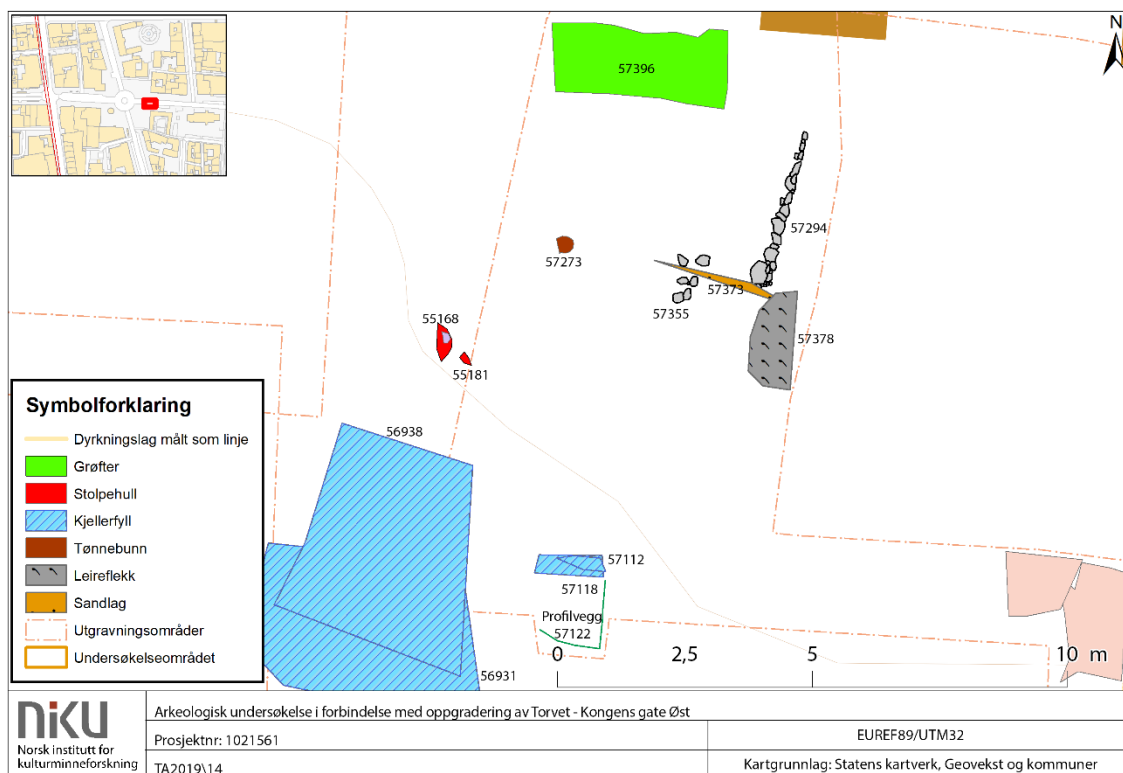 N
57396
57294
57273
57373
57355
57378
55168
55181
56938
57112
57118
Profilvegg
57122
56931
0 2,5 5 10 m
Symbolforklaring
Dyrkningslag målt som linje
Grøfter
Stolpehull
Kjellerfyll
Tønnebunn
Leireflekk
Sandlag
Utgravningsområder
Undersøkelseområdet
niku
Norsk institutt for
kulturminneforskning
Arkeologisk undersøkelse i forbindelse med oppgradering av Torvet - Kongens gate Øst
Prosjektnr: 1021561
TA2019\14
EUREF89/UTM32
Kartgrunnlag: Statens kartverk, Geovekst og kommuner